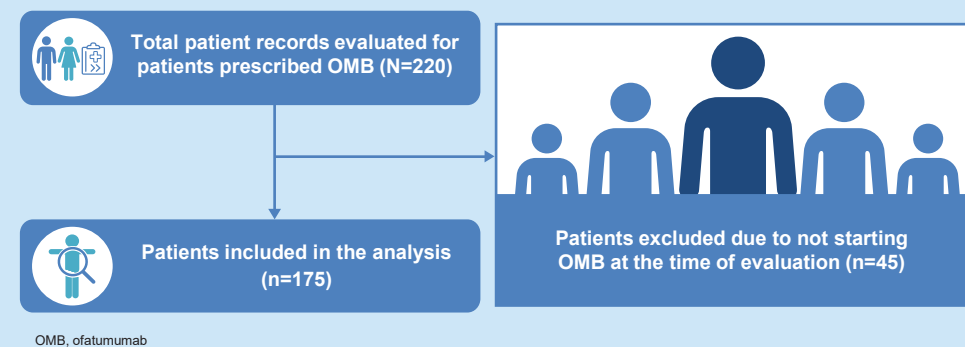 Total patient records evaluated for
patients prescribed OMB (N=220)
Patients included in the analysis
(n=175)
Patients excluded due to not starting
OMB at the time of evaluation (n=45)
OMB, ofatumumab